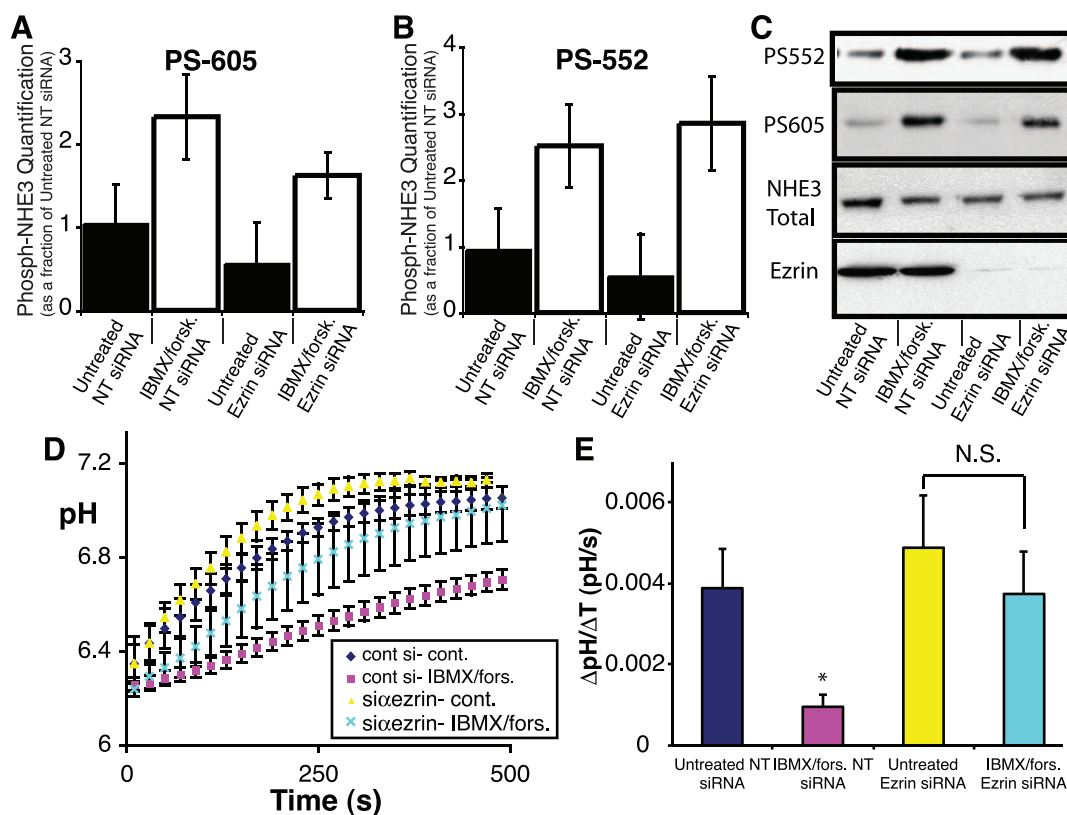 A
PS-605
Phosph-NHE3 Quantification
(as a fraction of Untreated NT siRNA)
3
2
1
0
Untreated
NT siRNA
IBMX/forsk.
NT siRNA
Untreated
Ezrin siRNA
IBMX/forsk.
Ezrin siRNA
B
PS-552
Phosph-NHE3 Quantification
(as a fraction of Untreated NT siRNA)
4
3
2
1
0
Untreated
NT siRNA
IBMX/forsk.
NT siRNA
Untreated
Ezrin siRNA
IBMX/forsk.
Ezrin siRNA
C
PS552
PS605
NHE3
Total
Ezrin
Untreated
NT siRNA
IBMX/forsk.
NT siRNA
Untreated
Ezrin siRNA
IBMX/forsk.
Ezrin siRNA
D
pH
7.2
6.8
6.4
6
0
250
500
Time (s)
cont si- cont.
cont si- IBMX/fors.
siαezrin- cont.
siαezrin- IBMX/fors.
E
N.S.
ΔpH/ΔT (pH/s)
0.006
0.004
0.002
0
*
Untreated NT
siRNA
IBMX/fors. NT
siRNA
Untreated
Ezrin siRNA
IBMX/fors.
Ezrin siRNA